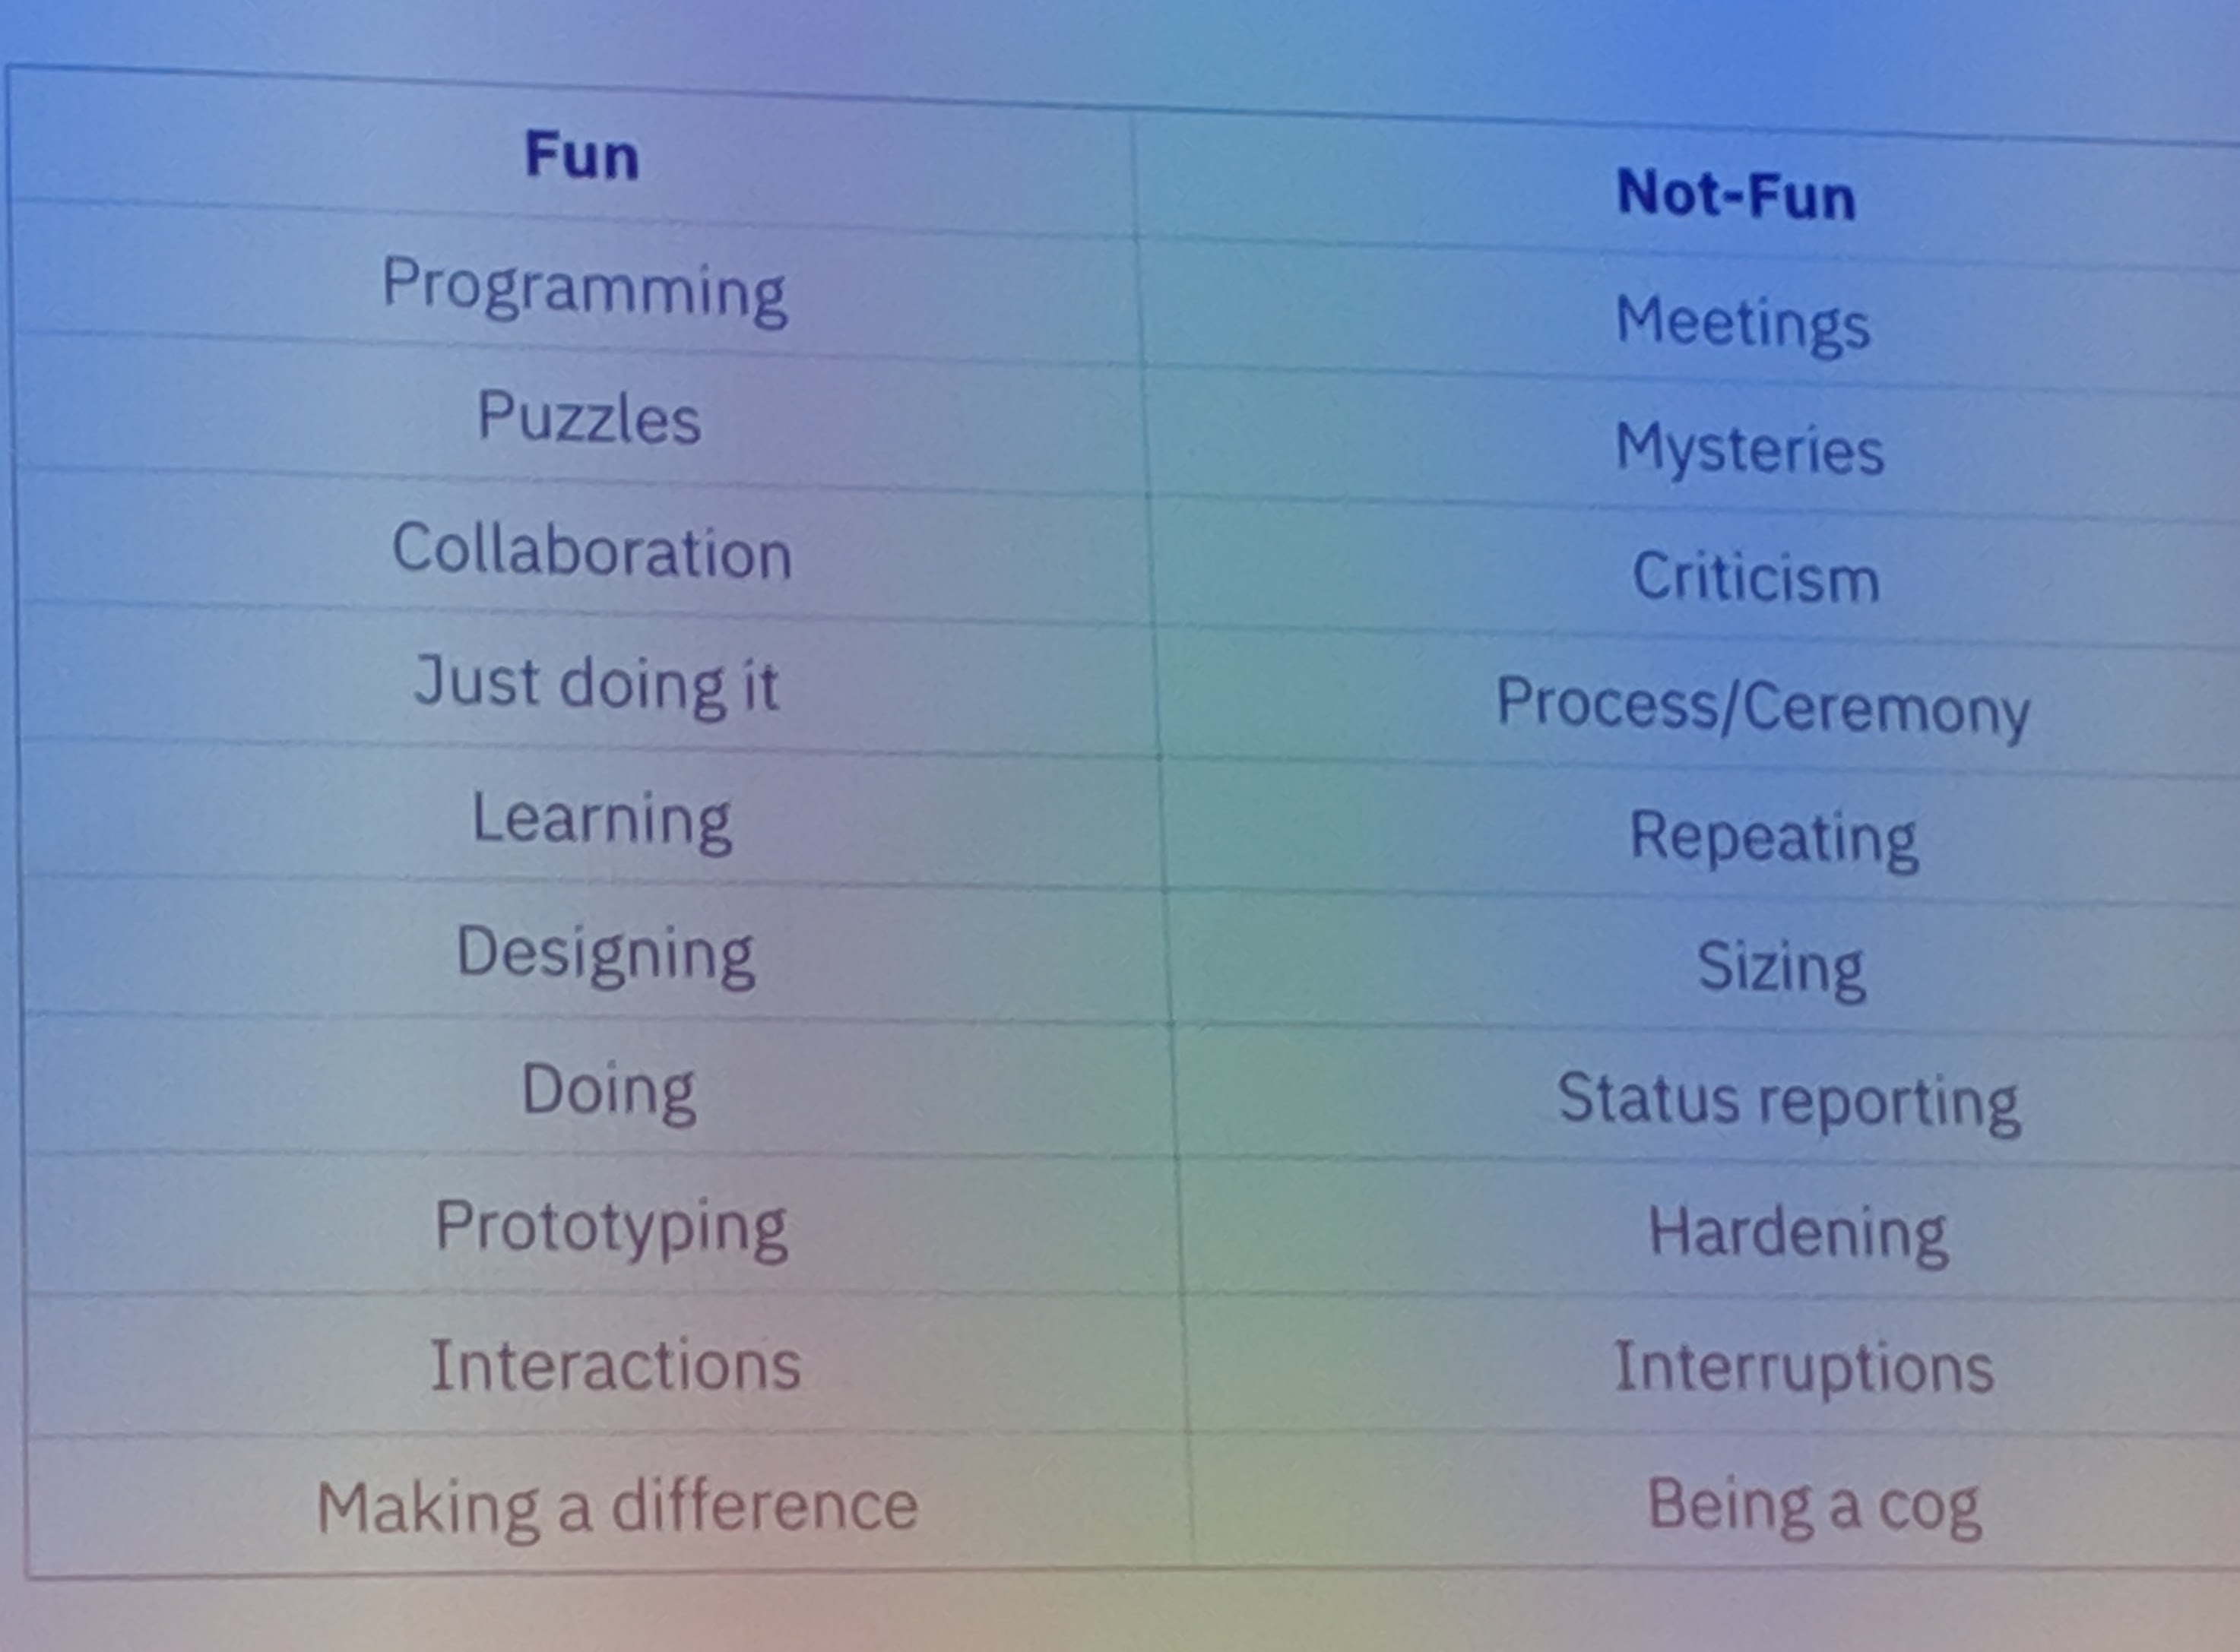 Fun Not-Fun
Programming Meetings
Puzzles Mysteries
Collaboration Criticism
Just doing it Process/Ceremony
Learning Repeating
Designing Sizing
Doing Status reporting
Prototyping Hardening
Interactions Interruptions
Making a difference Being a cog